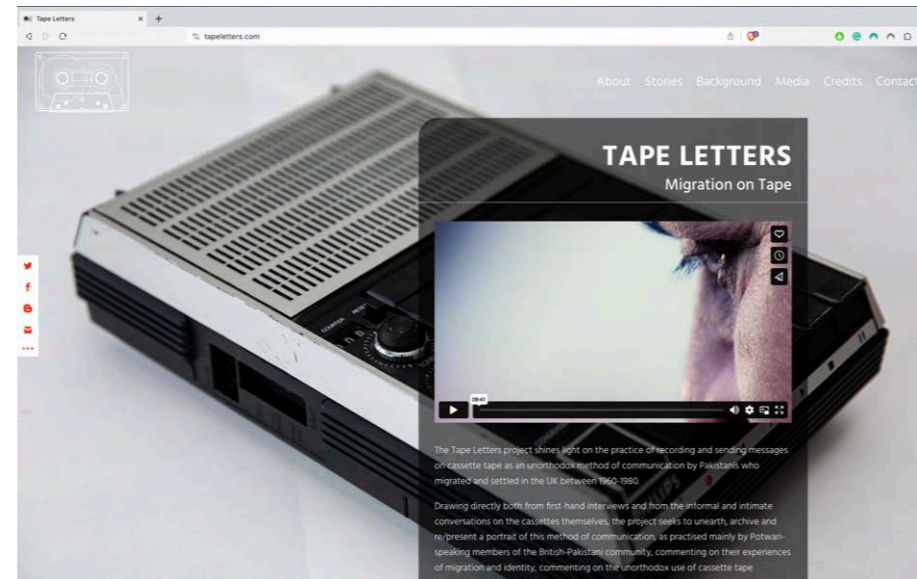 Tape Letters
tapeletters.com
About Stories Background Media Credits Contact
TAPE LETTERS
Migration on Tape
COUNTER RESET
09:41
The Tape Letters project shines light on the practice of recording and sending messages
on cassette tape as an unorthodox method of communication by Pakistanis who
migrated and settled in the UK between 1960-1980.
Drawing directly both from first-hand interviews and from the informal and intimate
conversations on the cassettes themselves, the project seeks to unearth, archive and
re/present a portrait of this method of communication, as practised mainly by Potwari-
speaking members of the British-Pakistani community, commenting on their experiences
of migration and identity, commenting on the unorthodox use of cassette tape